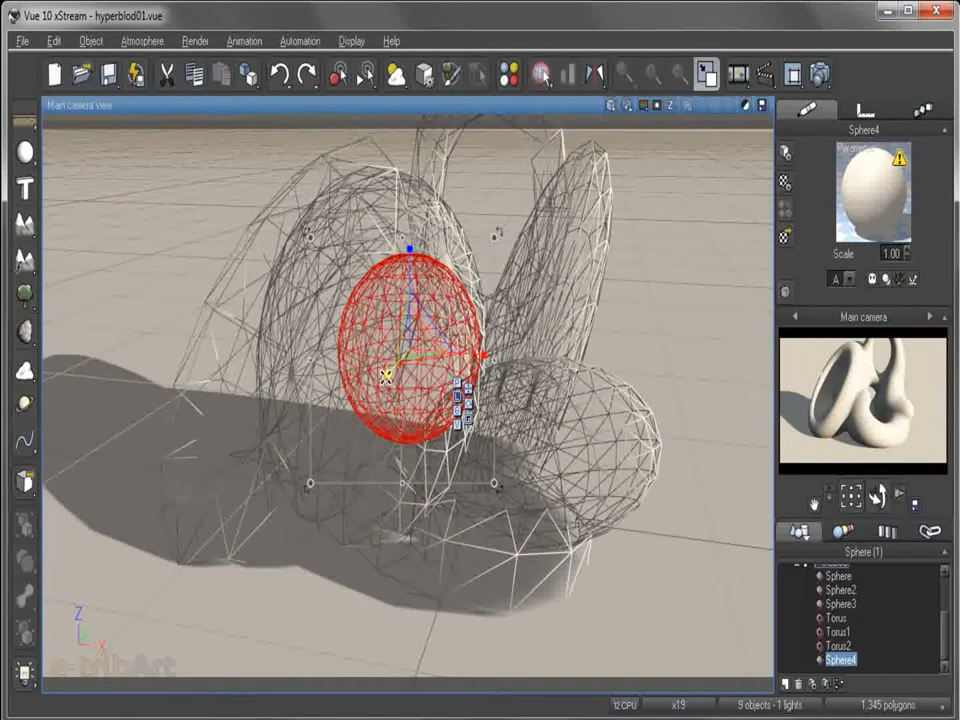 Vue 10 xStream - hyperblod01.vue
File Edit Object Atmosphere Render Animation Automation Display Help
Main camera view
Z
Sphere4
Scale 1.00
A
Main camera
Sphere (1)
Sphere
Sphere2
Sphere3
Torus
Torus1
Torus2
Sphere4
Z
X
e-tribArt
12 CPU x19 9 objects - 1 lights 1,345 polygons